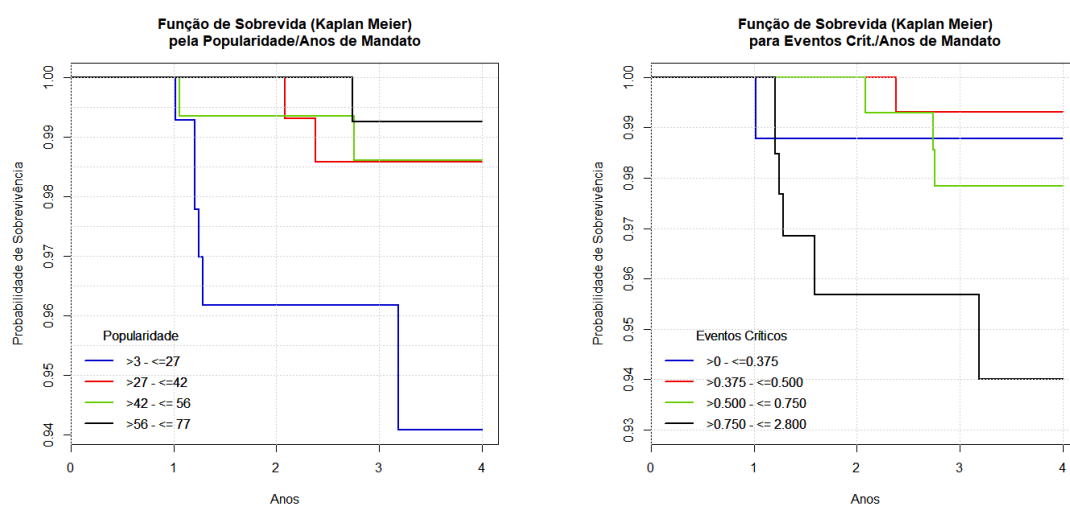 Função de Sobrevida (Kaplan Meier)
pela Popularidade/Anos de Mandato
Probabilidade de Sobrevivência
1.00
0.99
0.98
0.97
0.96
0.95
0.94
Popularidade
>3 - <=27
>27 - <=42
>42 - <= 56
>56 - <= 77
0 1 2 3 4
Anos
Função de Sobrevida (Kaplan Meier)
para Eventos Crít./Anos de Mandato
Probabilidade de Sobrevivência
1.00
0.99
0.98
0.97
0.96
0.95
0.94
0.93
Eventos Críticos
>0 - <=0.375
>0.375 - <=0.500
>0.500 - <= 0.750
>0.750 - <= 2.800
0 1 2 3 4
Anos